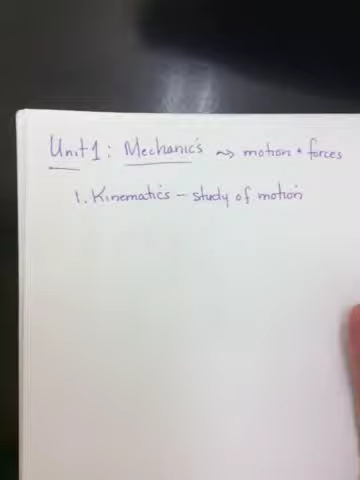 Unit 1 : Mechanics ⇝ motion + forces
1. Kinematics – study of motion